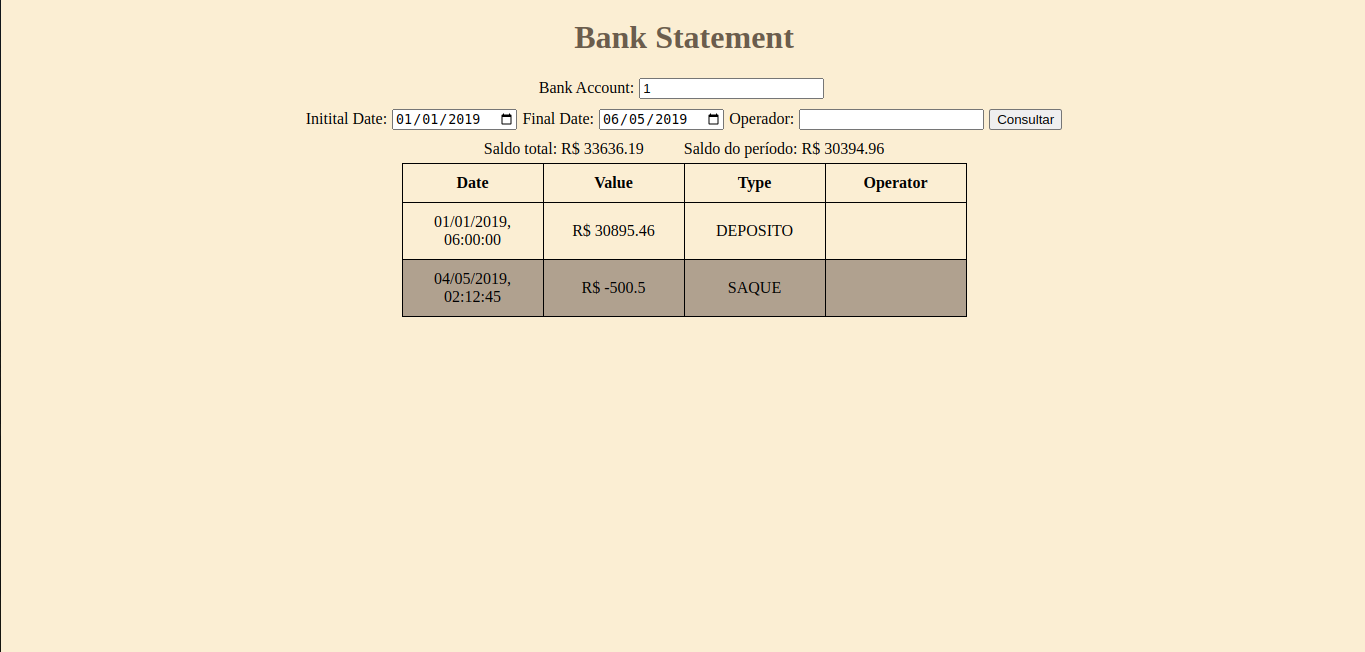 Bank Statement
Bank Account: 1
Initital Date: 01/01/2019 Final Date: 06/05/2019 Operador: Consultar
Saldo total: R$ 33636.19 Saldo do período: R$ 30394.96
Date Value Type Operator
01/01/2019,
06:00:00 R$ 30895.46 DEPOSITO
04/05/2019,
02:12:45 R$ -500.5 SAQUE